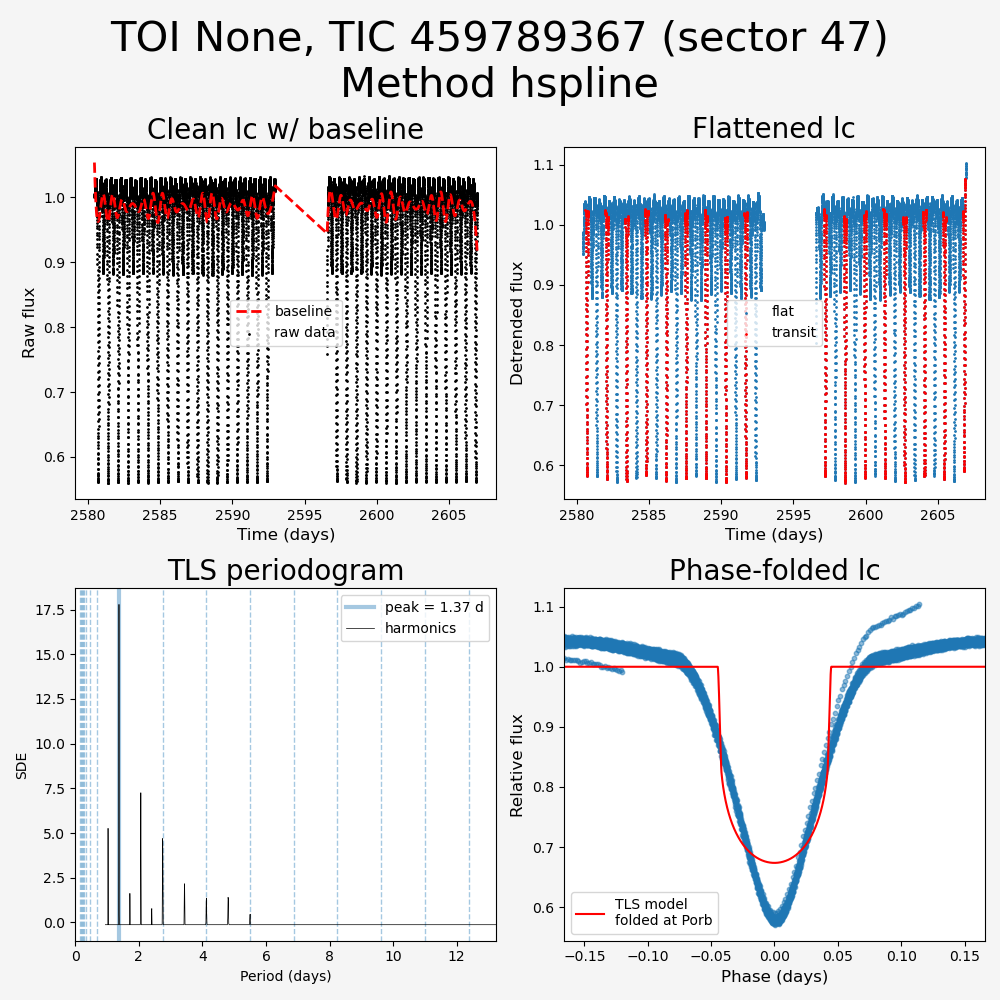 TOI None, TIC 459789367 (sector 47)
Method hspline
Clean lc w/ baseline
Raw flux
1.0
0.9
0.8
0.7
0.6
baseline
raw data
2580
2585
2590
2595
2600
2605
Time (days)
Flattened lc
Detrended flux
1.1
1.0
0.9
0.8
0.7
0.6
flat
transit
2580
2585
2590
2595
2600
2605
Time (days)
TLS periodogram
SDE
17.5
15.0
12.5
10.0
7.5
5.0
2.5
0.0
peak = 1.37 d
harmonics
0
2
4
6
8
10
12
Period (days)
Phase-folded lc
Relative flux
1.1
1.0
0.9
0.8
0.7
0.6
TLS model
folded at Porb
−0.15
−0.10
−0.05
0.00
0.05
0.10
0.15
Phase (days)